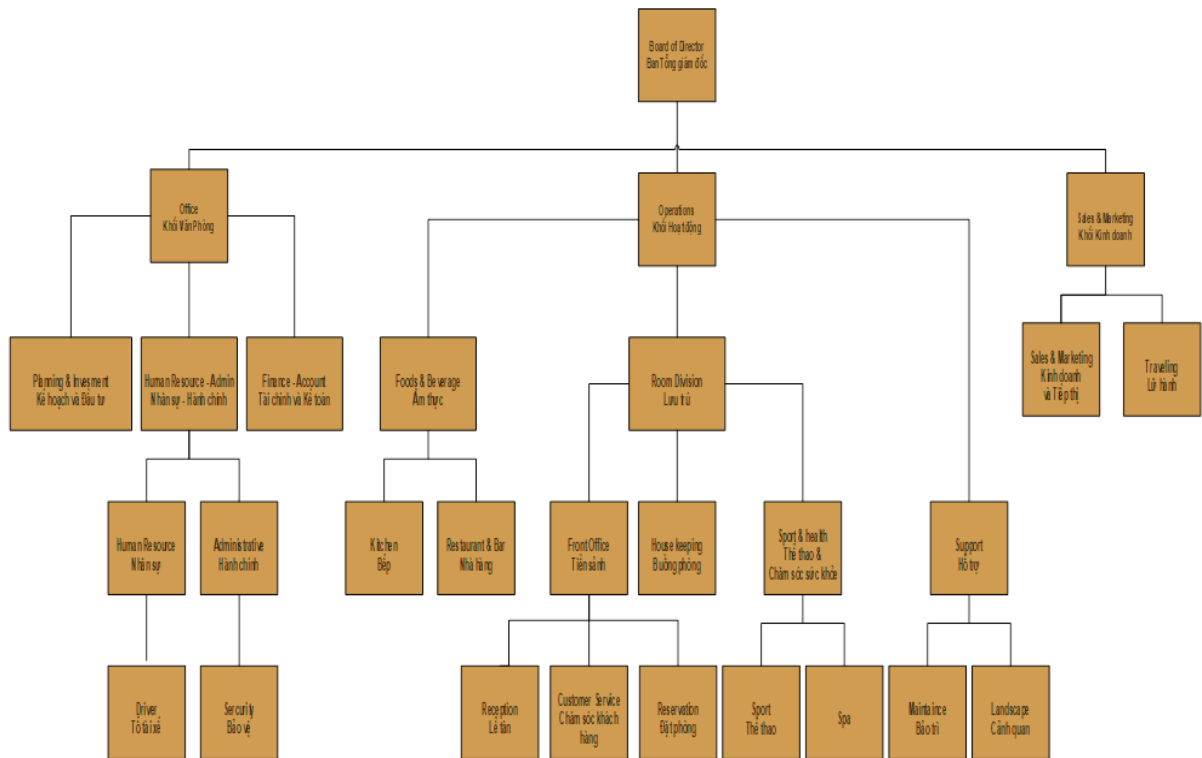 Board of Director
Ban Tổng giám đốc
Office
Khối Văn Phòng
Operations
Khối Hoạt động
Sales & Marketing
Khối Kinh doanh
Planning & Invesment
Kế hoạch và Đầu tư
Human Resource - Admin
Nhân sự - Hành chính
Finance - Account
Tài chính và Kế toán
Foods & Beverage
Ẩm thực
Room Division
Lưu trú
Sales & Marketing
Kinh doanh
và Tiếp thị
Traveling
Lữ hành
Human Resource
Nhân sự
Administrative
Hành chính
Kitchen
Bếp
Restaurant & Bar
Nhà hàng
Front Office
Tiền sảnh
House keeping
Buồng phòng
Sport & health
Thể thao &
Chăm sóc sức khỏe
Support
Hỗ trợ
Driver
Tổ tài xế
Sercurity
Bảo vệ
Reception
Lễ tân
Customer Service
Chăm sóc khách
hàng
Reservation
Đặt phòng
Sport
Thể thao
Spa
Maintaince
Bảo trì
Landscape
Cảnh quan